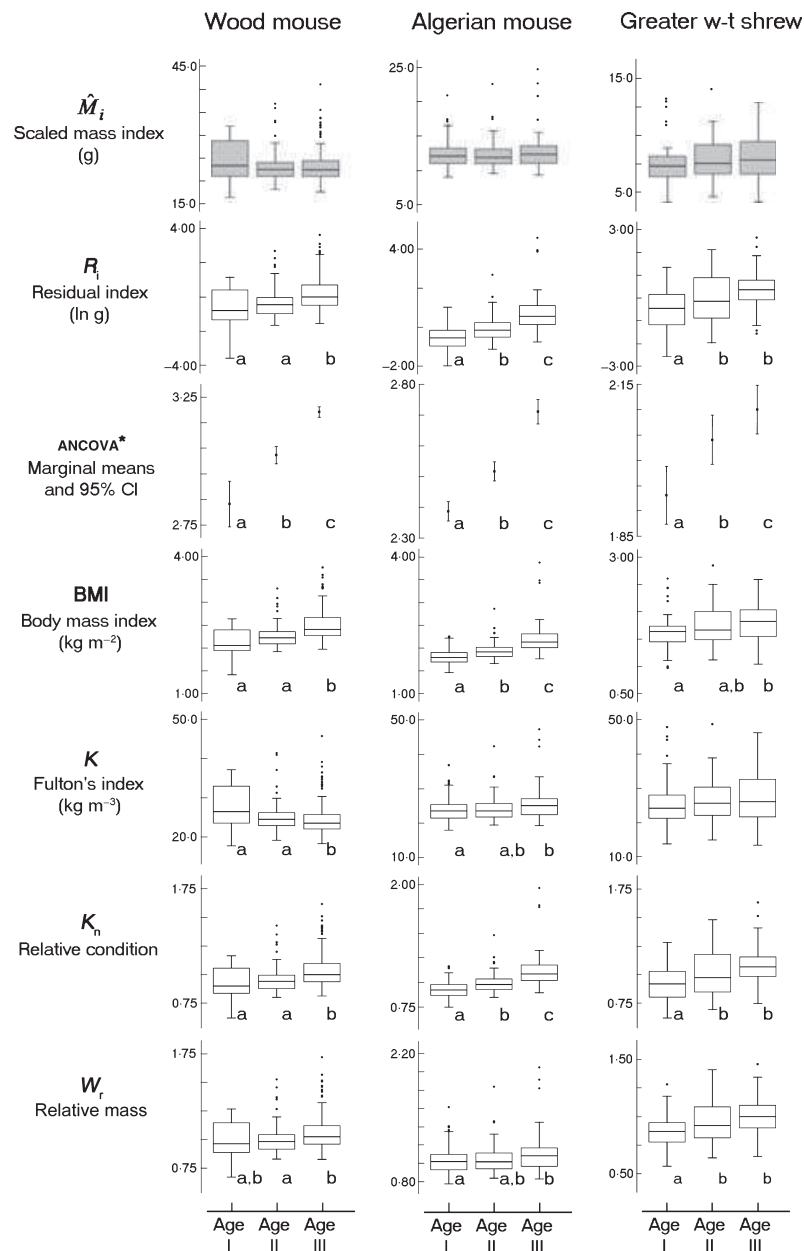 Wood mouse Algerian mouse Greater w-t shrew
M̂i
Scaled mass index
(g)
45·0
15·0
25·0
5·0
15·0
5·0
Ri
Residual index
(ln g)
4·00
−4·00
a a b
4·00
−2·00
a b c
3·00
−3·00
a b b
ANCOVA*
Marginal means
and 95% CI
3·25
2·75
a b c
2·80
2·30
a b c
2·15
1·85
a b c
BMI
Body mass index
(kg m−2)
4·00
1·00
a a b
4·00
1·00
a b c
3·00
0·50
a a,b b
K
Fulton's index
(kg m−3)
50·0
20·0
a a b
50·0
10·0
a a,b b
50·0
10·0
Kn
Relative condition
1·75
0·75
a a b
2·00
0·75
a b c
1·75
0·75
a b b
Wr
Relative mass
1·75
0·75
a,b a b
2·20
0·80
a a,b b
1·50
0·50
a b b
Age Age Age Age Age Age Age Age Age
I II III I II III I II III